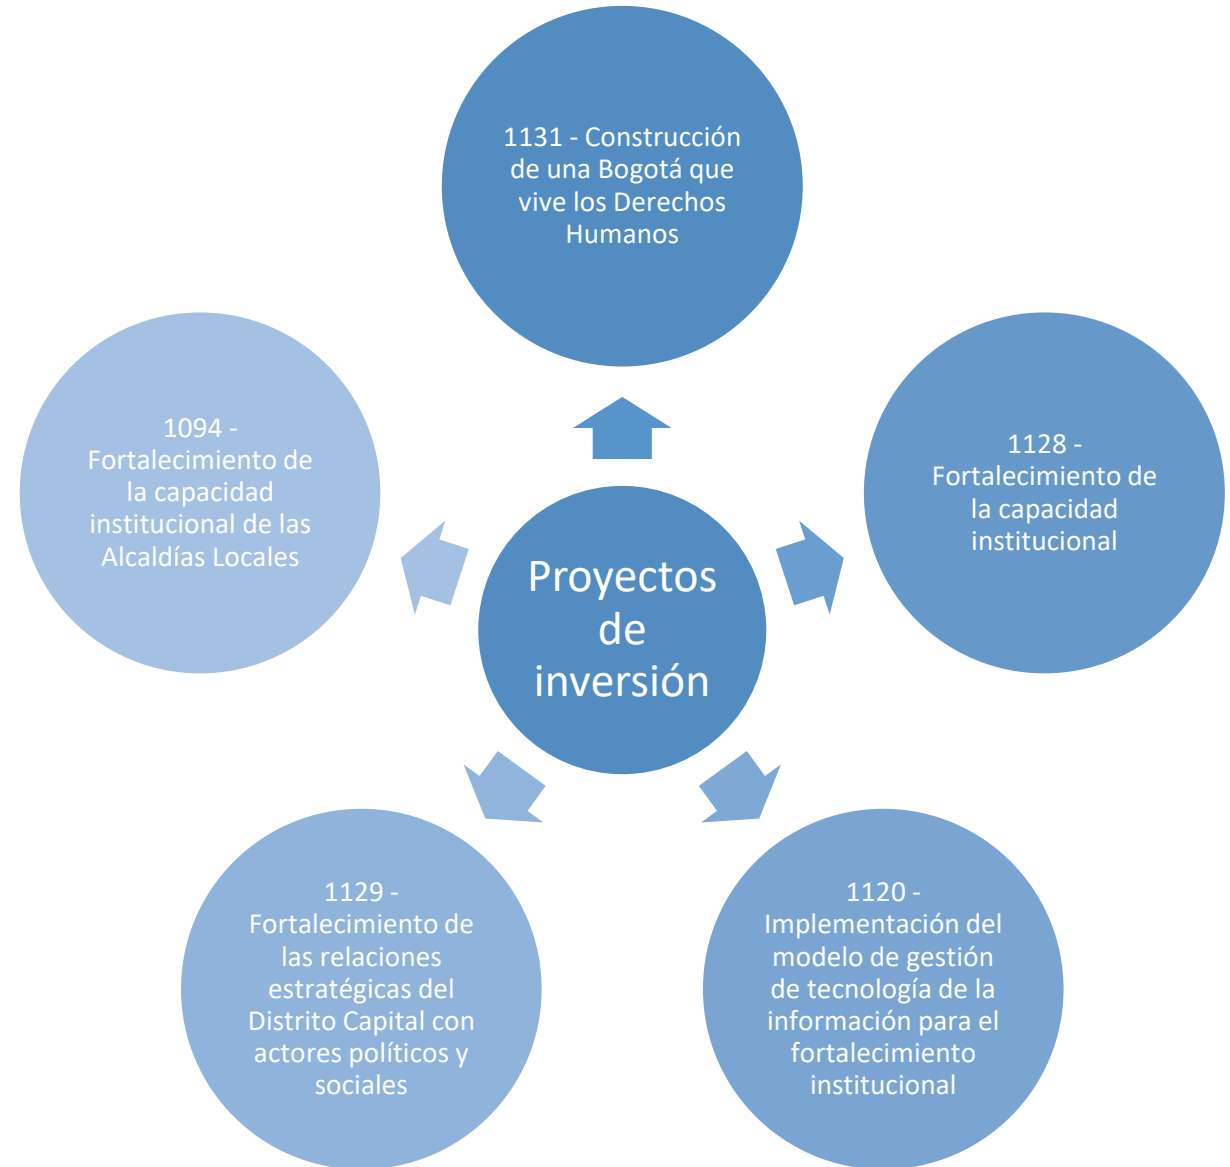 1131 - Construcción
de una Bogotá que
vive los Derechos
Humanos
1094 -
Fortalecimiento de
la capacidad
institucional de las
Alcaldías Locales
1128 -
Fortalecimiento de
la capacidad
institucional
Proyectos
de
inversión
1129 -
Fortalecimiento de
las relaciones
estratégicas del
Distrito Capital con
actores políticos y
sociales
1120 -
Implementación del
modelo de gestión
de tecnología de la
información para el
fortalecimiento
institucional